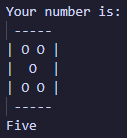 Your number is:
 -----
| O O |
|  O  |
| O O |
 -----
Five